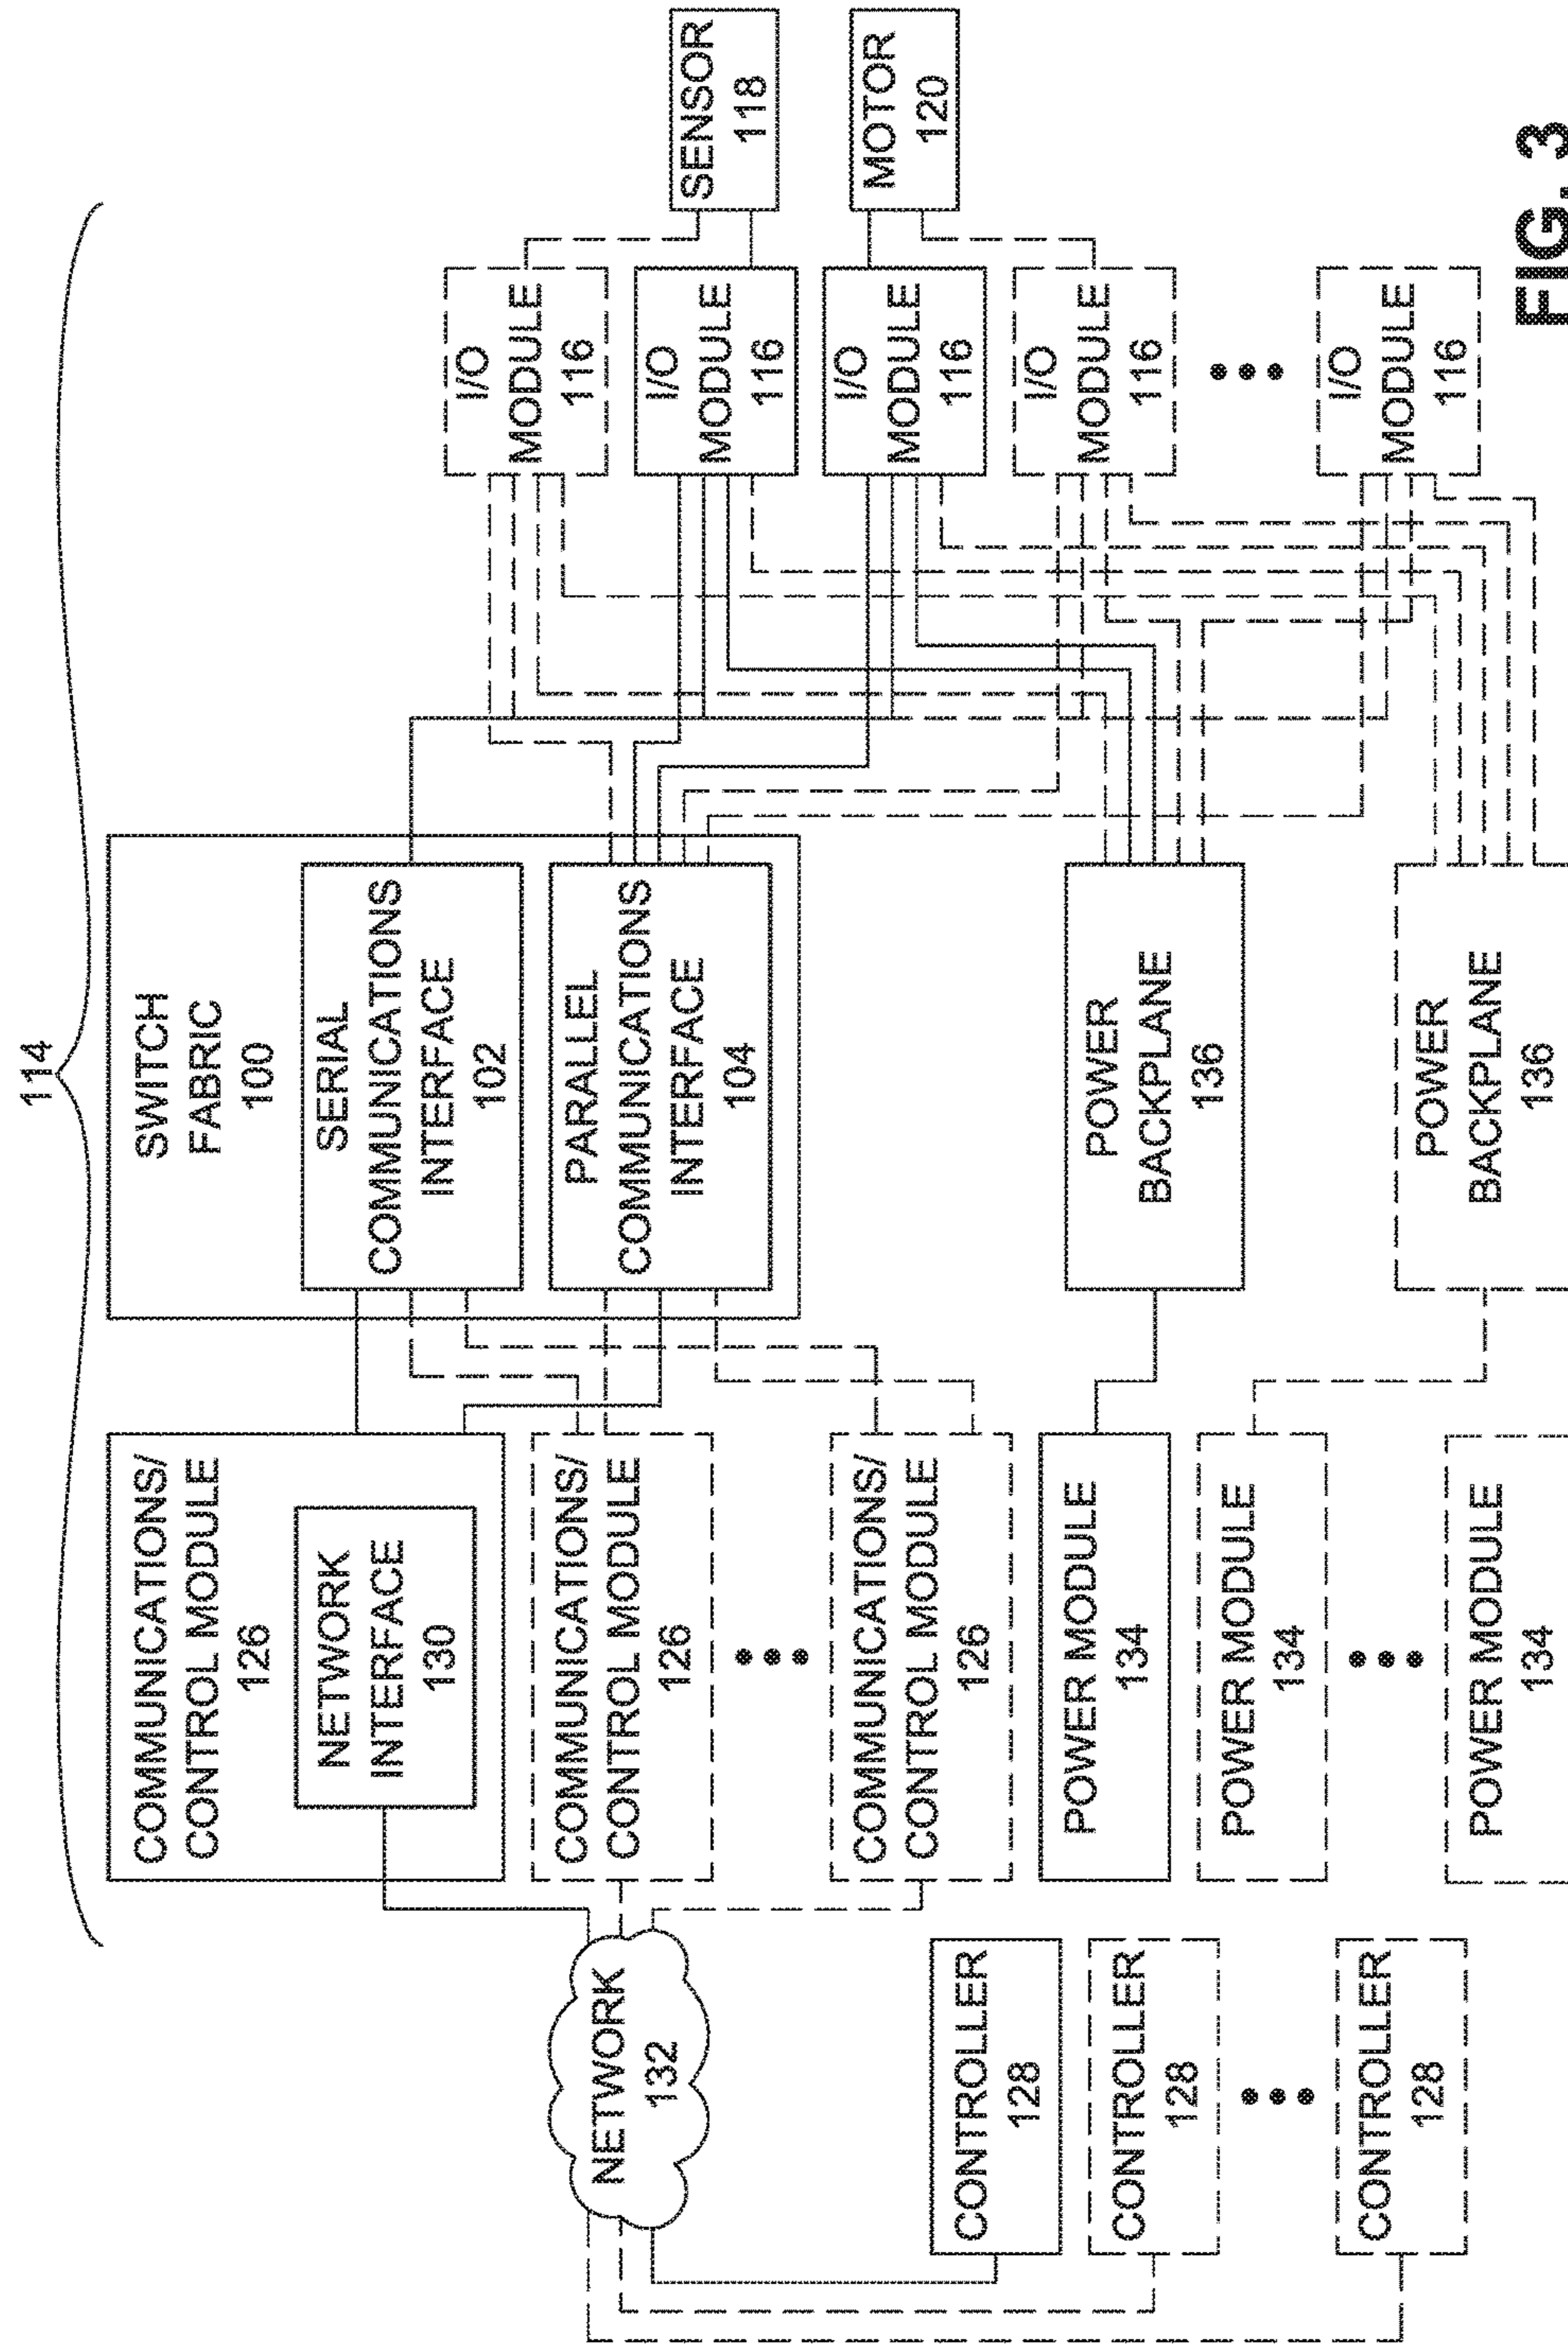 114
COMMUNICATIONS/
CONTROL MODULE
126
NETWORK
INTERFACE
130
COMMUNICATIONS/
CONTROL MODULE
126
COMMUNICATIONS/
CONTROL MODULE
126
NETWORK
132
CONTROLLER
128
CONTROLLER
128
CONTROLLER
128
POWER MODULE
134
POWER MODULE
134
POWER MODULE
134
SWITCH
FABRIC
100
SERIAL
COMMUNICATIONS
INTERFACE
102
PARALLEL
COMMUNICATIONS
INTERFACE
104
POWER
BACKPLANE
136
POWER
BACKPLANE
136
I/O
MODULE
116
I/O
MODULE
116
I/O
MODULE
116
I/O
MODULE
116
I/O
MODULE
116
SENSOR
118
MOTOR
120
FIG. 3